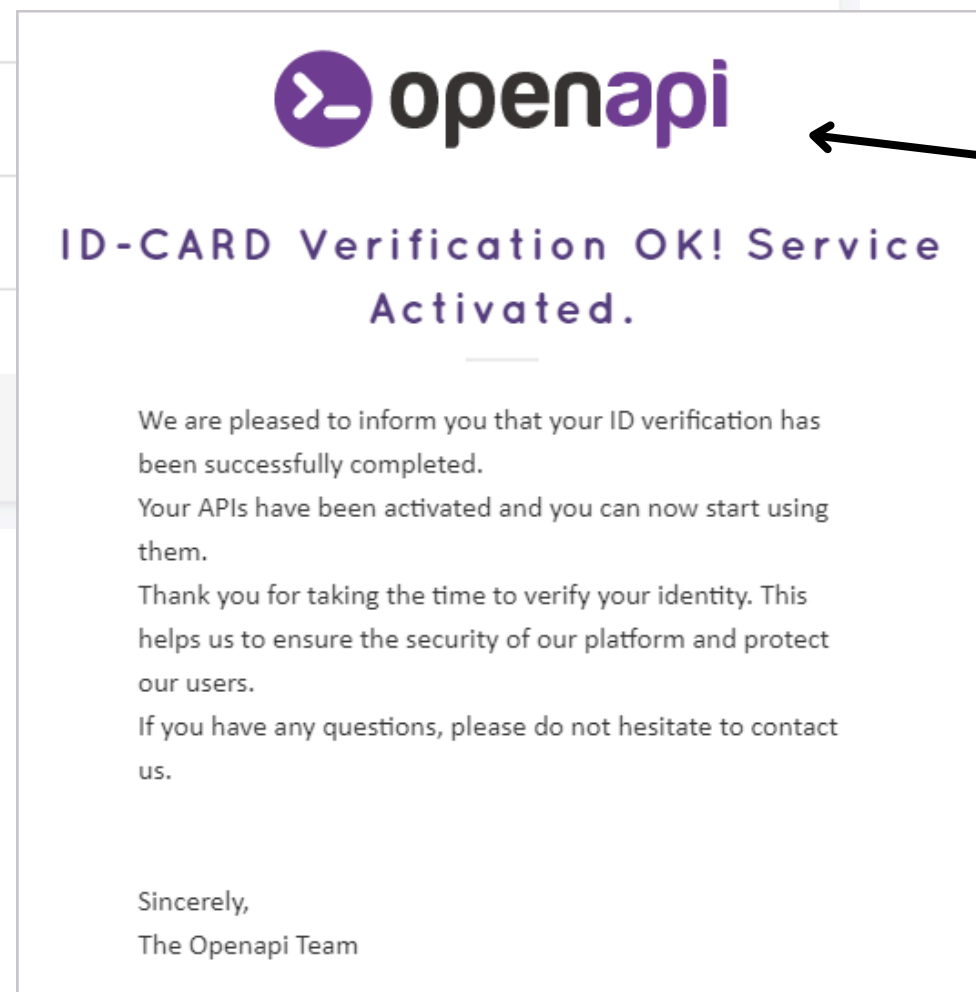 openapi
ID-CARD Verification OK! Service
Activated.
We are pleased to inform you that your ID verification has
been successfully completed.
Your APIs have been activated and you can now start using
them.
Thank you for taking the time to verify your identity. This
helps us to ensure the security of our platform and protect
our users.
If you have any questions, please do not hesitate to contact
us.
Sincerely,
The Openapi Team